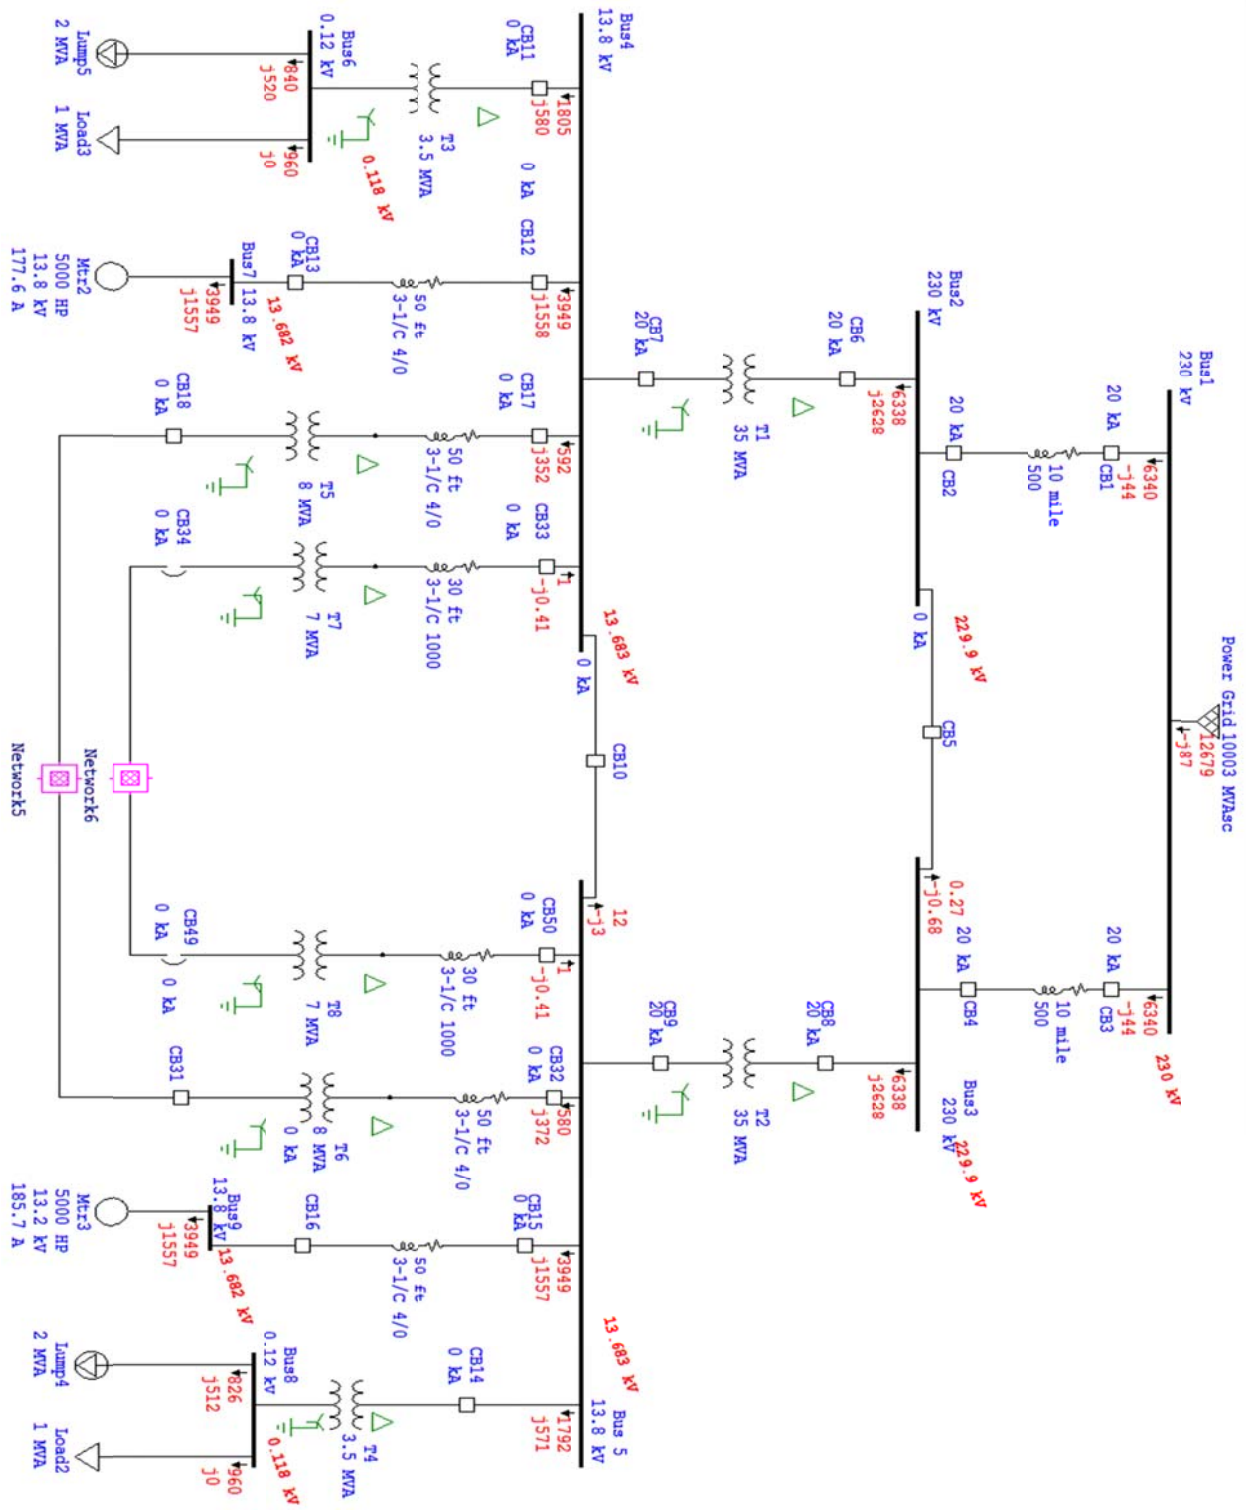 Power Grid 10003 MVAsc
12679
-j87
Bus1
230 kV
230 kV
20 kA
CB1
6340
-j44
20 kA
CB3
6340
-j44
10 mile
500
10 mile
500
20 kA
CB2
20 kA
CB4
Bus2
230 kV
229.9 kV
0 kA
CB5
0.27
-j0.68
Bus3
230 kV
229.9 kV
CB6
20 kA
6338
j2628
CB8
20 kA
6338
j2628
T1
35 MVA
T2
35 MVA
CB7
20 kA
CB9
20 kA
Bus4
13.8 kV
13.683 kV
0 kA
CB10
12
-j3
13.683 kV
Bus 5
13.8 kV
CB11
0 kA
1805
j580
0 kA
CB12
3949
j1558
CB17
0 kA
592
j352
CB33
0 kA
1
-j0.41
CB50
0 kA
1
-j0.41
CB32
0 kA
580
j372
CB15
0 kA
3949
j1557
CB14
0 kA
1792
j571
T3
3.5 MVA
50 ft
3-1/C 4/0
50 ft
3-1/C 4/0
30 ft
3-1/C 1000
30 ft
3-1/C 1000
50 ft
3-1/C 4/0
50 ft
3-1/C 4/0
T4
3.5 MVA
T5
8 MVA
T7
7 MVA
T8
7 MVA
T6
8 MVA
0 kA
Bus6
0.12 kV
0.118 kV
CB13
0 kA
CB18
0 kA
CB34
0 kA
CB49
0 kA
0 kA
CB31
CB16
Bus8
0.12 kV
0.118 kV
840
j520
960
j0
Bus7 13.8 kV
13.682 kV
3949
j1557
Bus9
13.8 kV
13.682 kV
3949
j1557
826
j512
960
j0
Lump5
2 MVA
Load3
1 MVA
Mtr2
5000 HP
13.8 kV
177.6 A
Network6
Network5
Mtr3
5000 HP
13.2 kV
185.7 A
Lump4
2 MVA
Load2
1 MVA